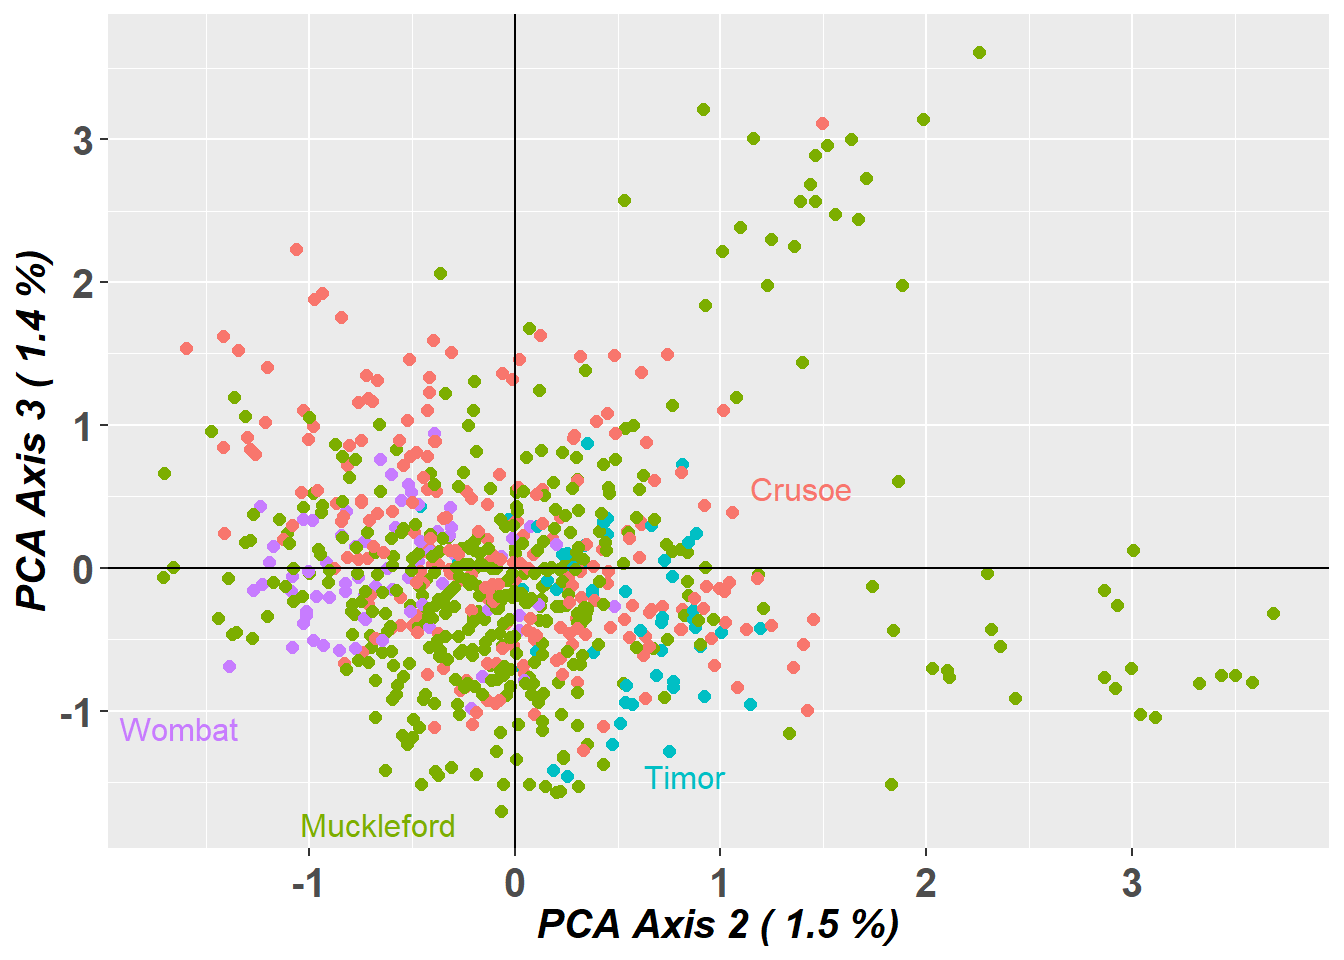 3
2
1
0
-1
PCA Axis 3 ( 1.4 %)
Crusoe
Wombat
Timor
Muckleford
-1 0 1 2 3
PCA Axis 2 ( 1.5 %)